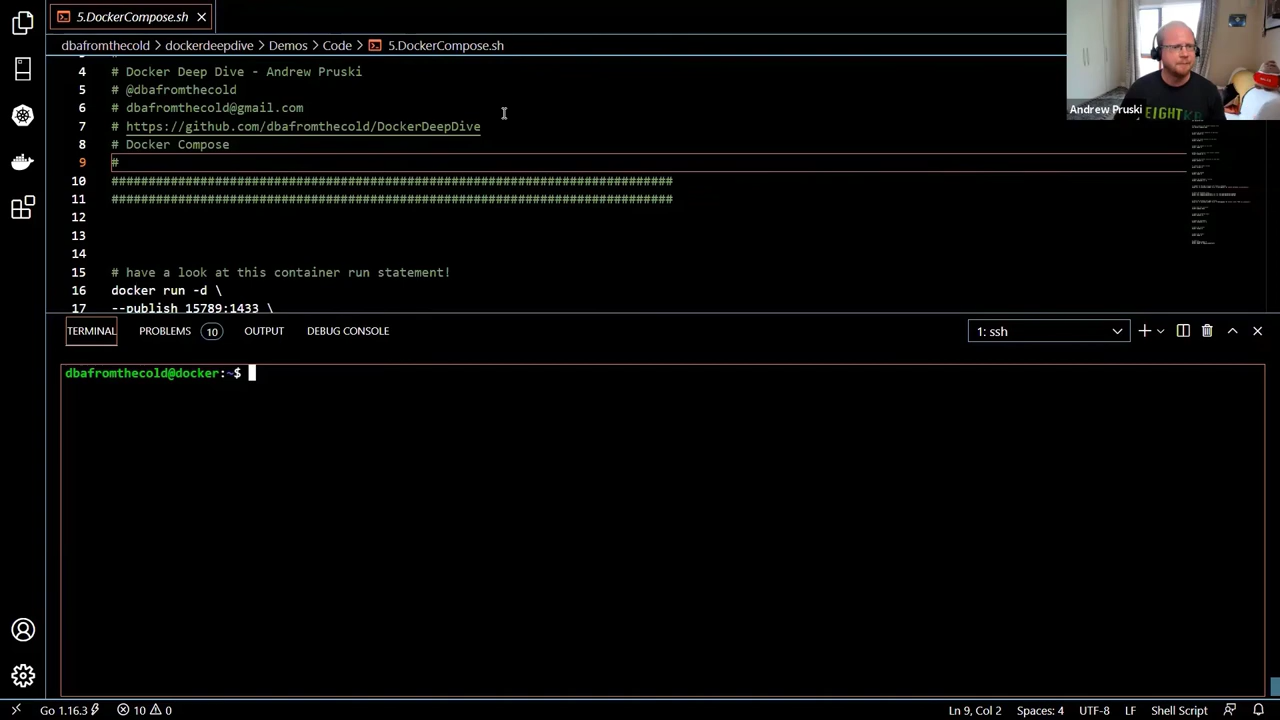 5.DockerCompose.sh
dbafromthecold > dockerdeepdive > Demos > Code > 5.DockerCompose.sh
4 # Docker Deep Dive - Andrew Pruski
5 # @dbafromthecold
6 # dbafromthecold@gmail.com
7 # https://github.com/dbafromthecold/DockerDeepDive
8 # Docker Compose
9 #
10 #############################################################################
11 #############################################################################
12
13
14
15 # have a look at this container run statement!
16 docker run -d \
17 --publish 15789:1433 \
Andrew Pruski
EIGHTKB
TERMINAL PROBLEMS 10 OUTPUT DEBUG CONSOLE 1: ssh
dbafromthecold@docker:~$
Go 1.16.3 10 0 Ln 9, Col 2 Spaces: 4 UTF-8 LF Shell Script